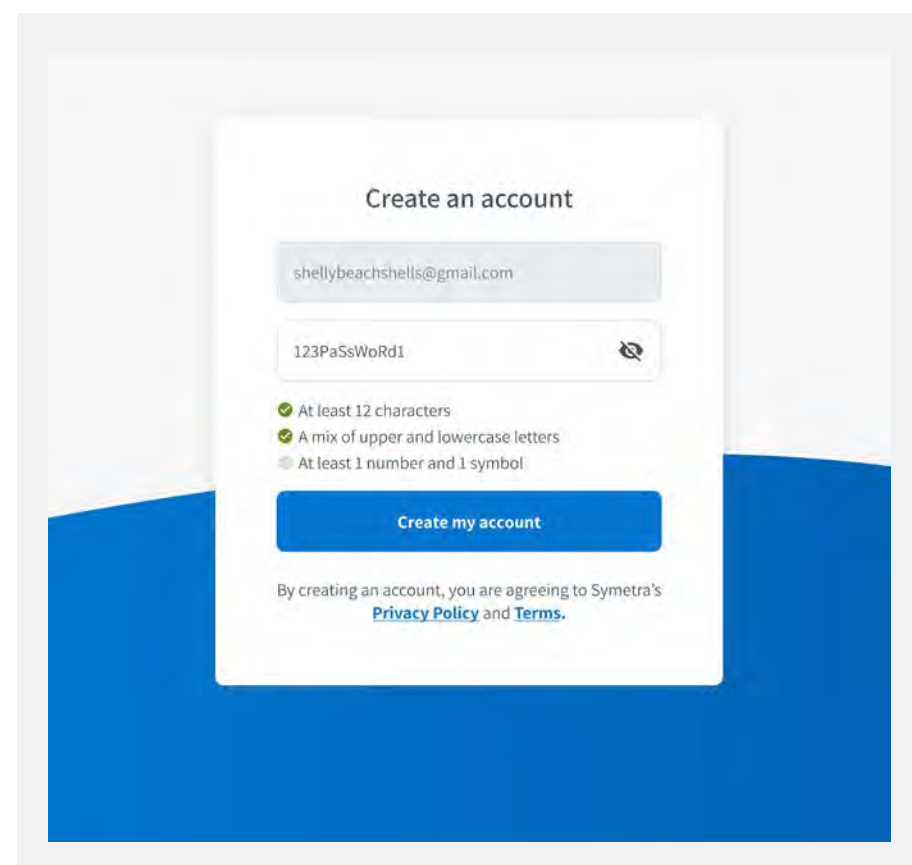 Create an account
shellybeachshells@gmail.com
123PaSsWoRd1
At least 12 characters
A mix of upper and lowercase letters
At least 1 number and 1 symbol
Create my account
By creating an account, you are agreeing to Symetra's
Privacy Policy and Terms.